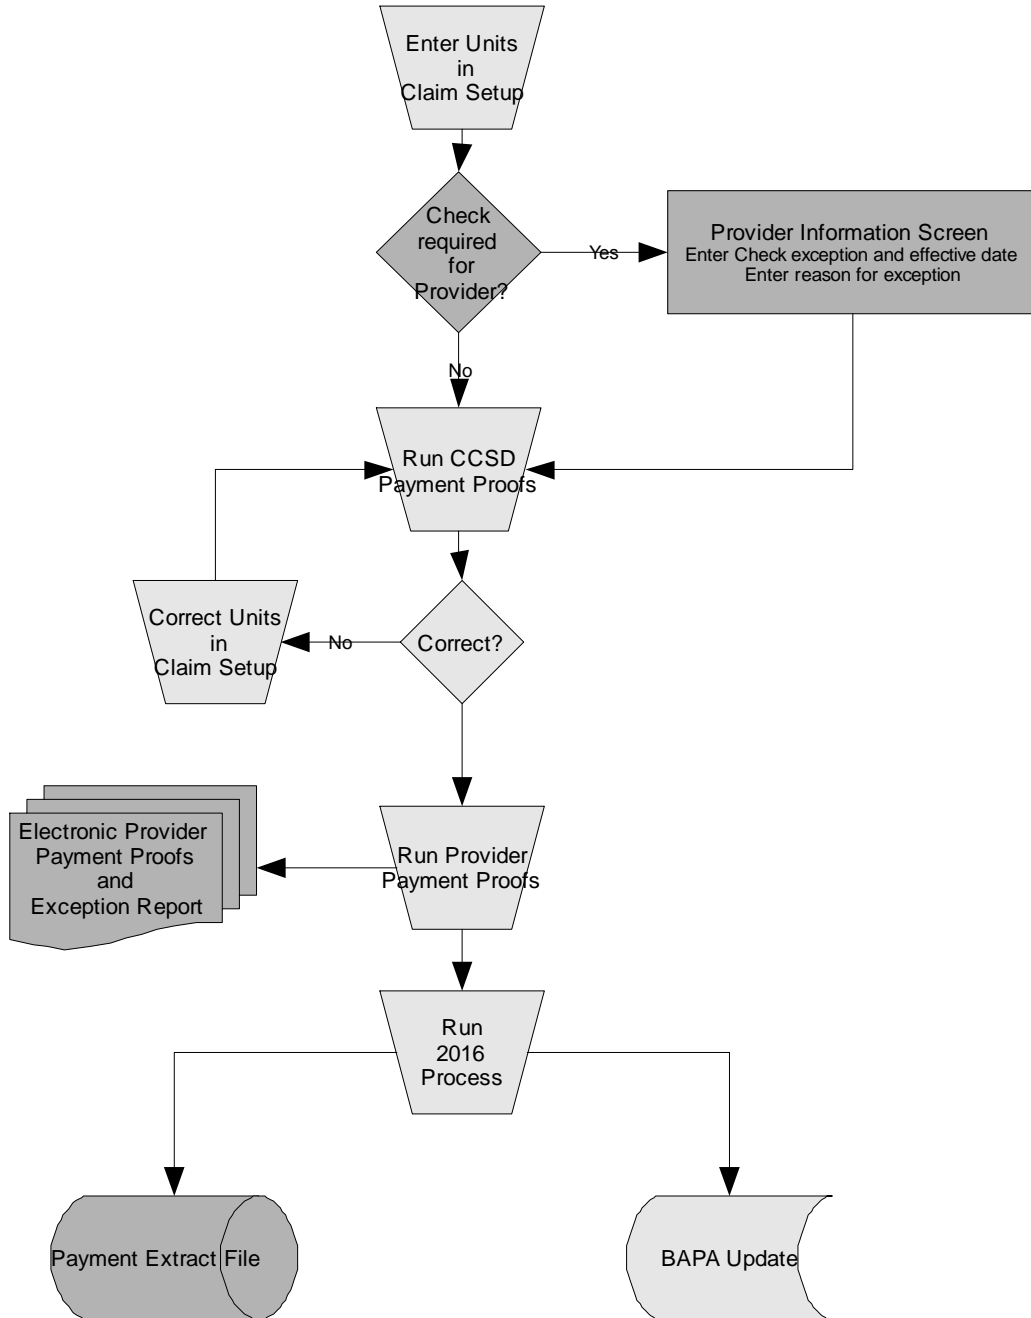 Enter Units
in
Claim Setup
Check
required
for
Provider?
Yes
Provider Information Screen
Enter Check exception and effective date
Enter reason for exception
No
Run CCSD
Payment Proofs
Correct Units
in
Claim Setup
No
Correct?
Electronic Provider
Payment Proofs
and
Exception Report
Run Provider
Payment Proofs
Run
2016
Process
Payment Extract File
BAPA Update